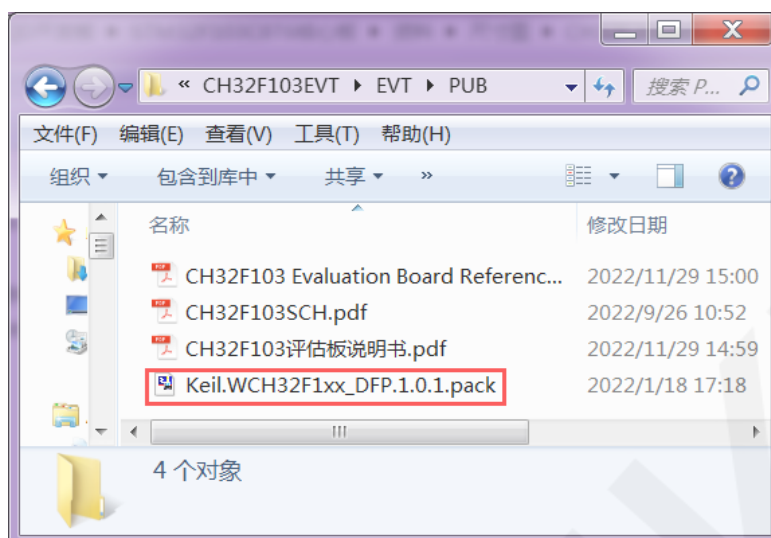 « CH32F103EVT ▸ EVT ▸ PUB
搜索 P...
文件(F) 编辑(E) 查看(V) 工具(T) 帮助(H)
组织 包含到库中 共享 »
名称 修改日期
CH32F103 Evaluation Board Referenc... 2022/11/29 15:00
CH32F103SCH.pdf 2022/9/26 10:52
CH32F103评估板说明书.pdf 2022/11/29 14:59
Keil.WCH32F1xx_DFP.1.0.1.pack 2022/1/18 17:18
4 个对象